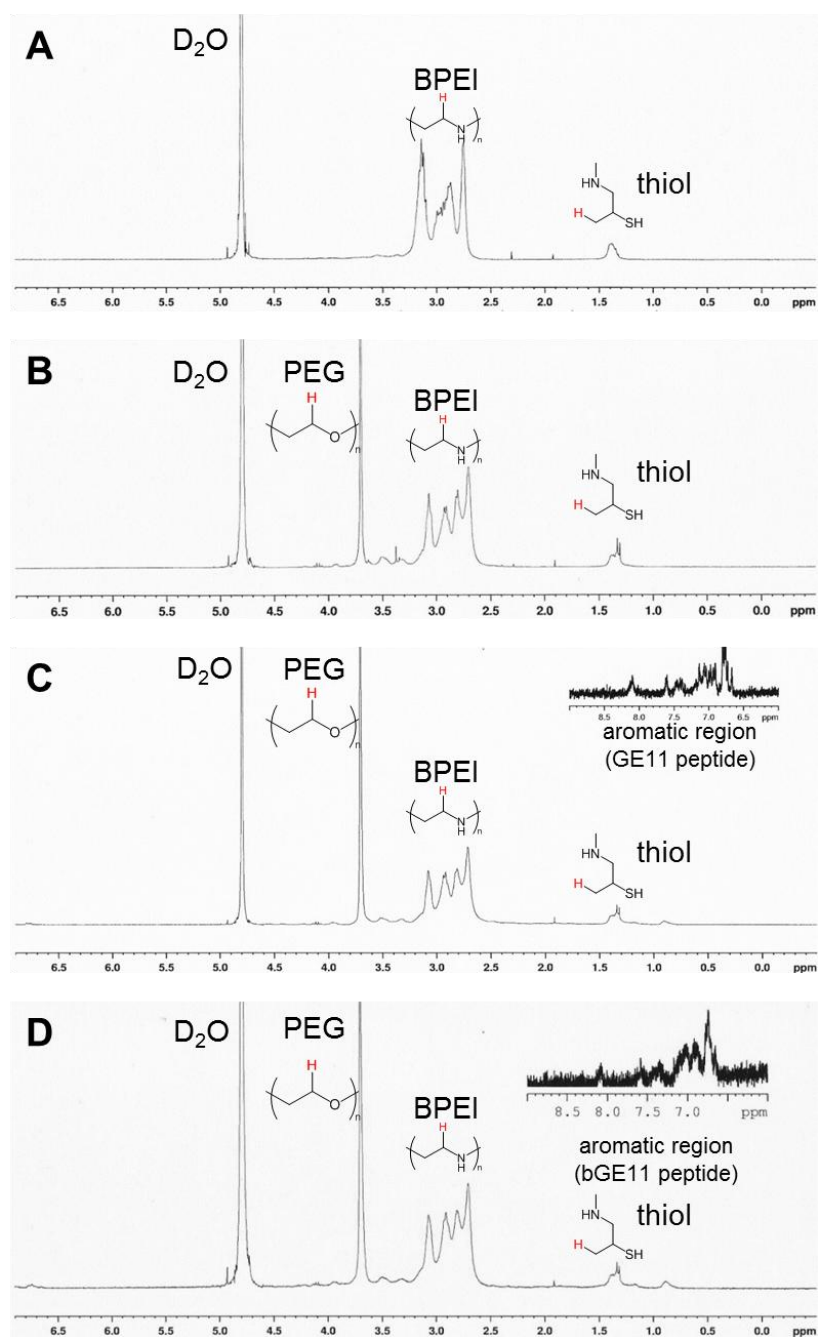 A
D2O
BPEI
H
( N H )n
HN
H SH
thiol
6.5 6.0 5.5 5.0 4.5 4.0 3.5 3.0 2.5 2.0 1.5 1.0 0.5 0.0 ppm
B
D2O
PEG
H
( O )n
BPEI
H
( N H )n
HN
H SH
thiol
6.5 6.0 5.5 5.0 4.5 4.0 3.5 3.0 2.5 2.0 1.5 1.0 0.5 0.0 ppm
C
D2O
PEG
H
( O )n
BPEI
H
( N H )n
8.5 8.0 7.5 7.0 6.5 ppm
aromatic region
(GE11 peptide)
HN
H SH
thiol
6.5 6.0 5.5 5.0 4.5 4.0 3.5 3.0 2.5 2.0 1.5 1.0 0.5 0.0 ppm
D
D2O
PEG
H
( O )n
BPEI
H
( N H )n
8.5 8.0 7.5 7.0 ppm
aromatic region
(bGE11 peptide)
HN
H SH
thiol
6.5 6.0 5.5 5.0 4.5 4.0 3.5 3.0 2.5 2.0 1.5 1.0 0.5 0.0 ppm